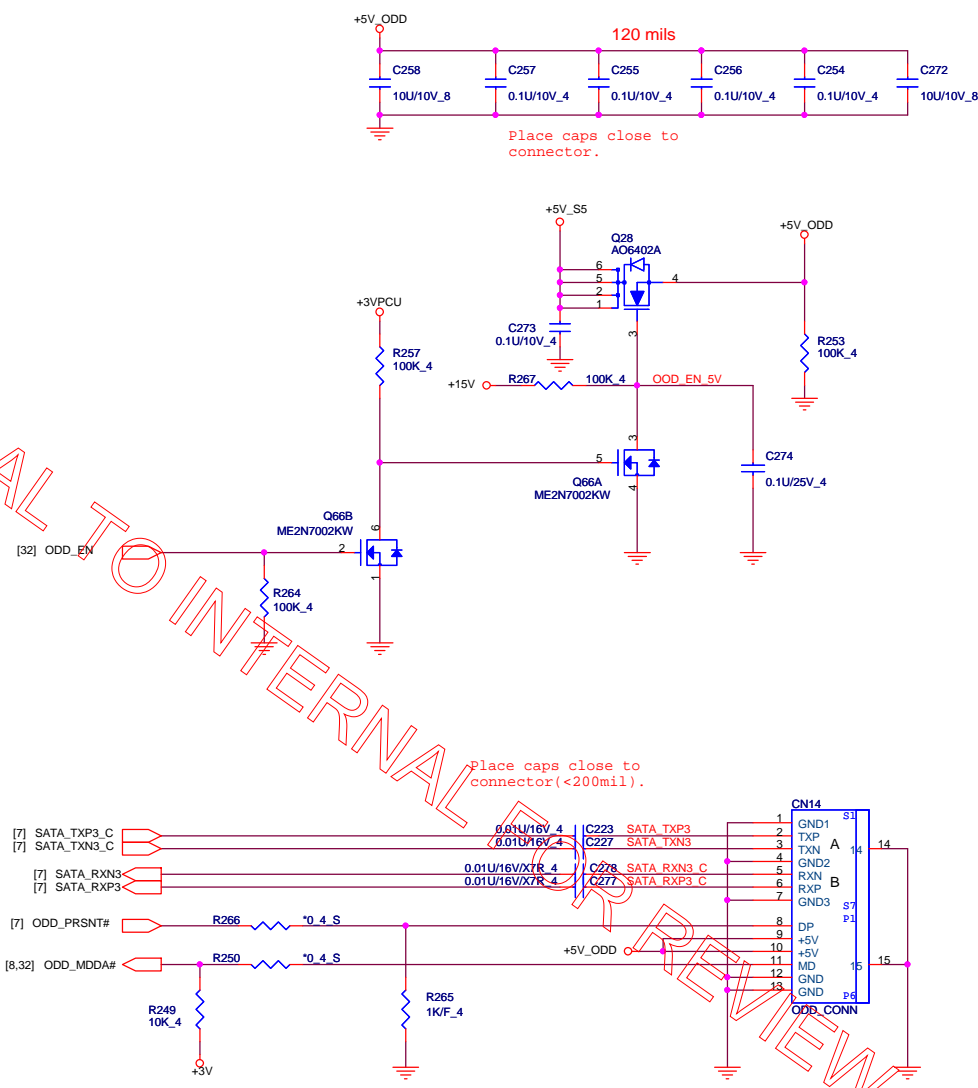 +5V_ODD
120 mils
C258
10U/10V_8
C257
0.1U/10V_4
C255
0.1U/10V_4
C256
0.1U/10V_4
C254
0.1U/10V_4
C272
10U/10V_8
Place caps close to
connector.
+5V_S5
+5V_ODD
Q28
AO6402A
6
5
2
1
4
3
+3VPCU
R257
100K_4
C273
0.1U/10V_4
R253
100K_4
+15V
R267
100K_4
OOD_EN_5V
3
5
4
Q66A
ME2N7002KW
C274
0.1U/25V_4
Q66B
ME2N7002KW
6
2
1
[32] ODD_EN
R264
100K_4
AL TO INTERNAL FOR REVIEW
Place caps close to
connector(<200mil).
CN14
[7] SATA_TXP3_C
0.01U/16V_4
C223
SATA_TXP3
[7] SATA_TXN3_C
0.01U/16V_4
C227
SATA_TXN3
[7] SATA_RXN3
0.01U/16V/X7R_4
C278
SATA_RXN3_C
[7] SATA_RXP3
0.01U/16V/X7R_4
C277
SATA_RXP3_C
[7] ODD_PRSNT#
R266
*0_4_S
[8,32] ODD_MDDA#
R250
*0_4_S
+5V_ODD
R249
10K_4
+3V
R265
1K/F_4
1 GND1 S1
2 TXP
3 TXN A 14 14
4 GND2
5 RXN B
6 RXP
7 GND3 S7
P1
8 DP
9 +5V
10 +5V
11 MD 15 15
12 GND
13 GND P6
ODD_CONN